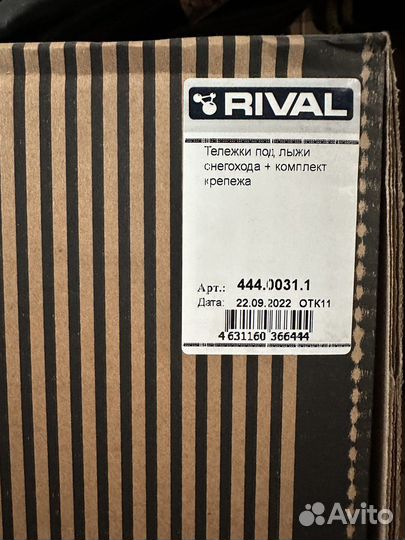 RIVAL
Тележки под лыжи
снегохода + комплект
крепежа
Арт.: 444.0031.1
Дата: 22.09.2022 ОТК11
4 631160 366444
Avito